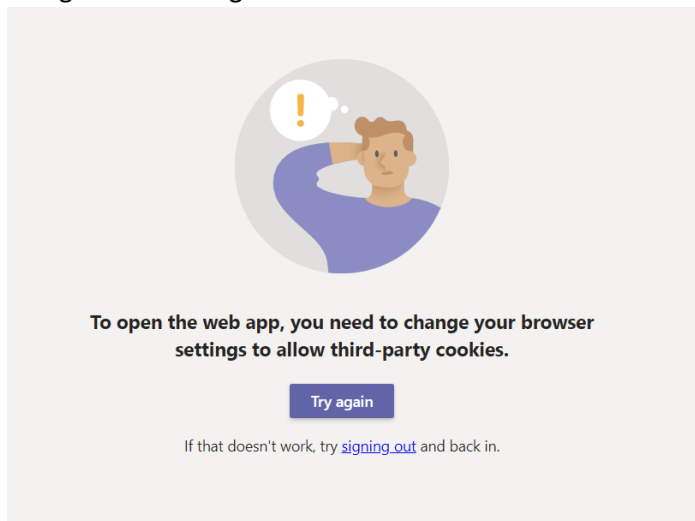 To open the web app, you need to change your browser
settings to allow third-party cookies.
Try again
If that doesn't work, try signing out and back in.